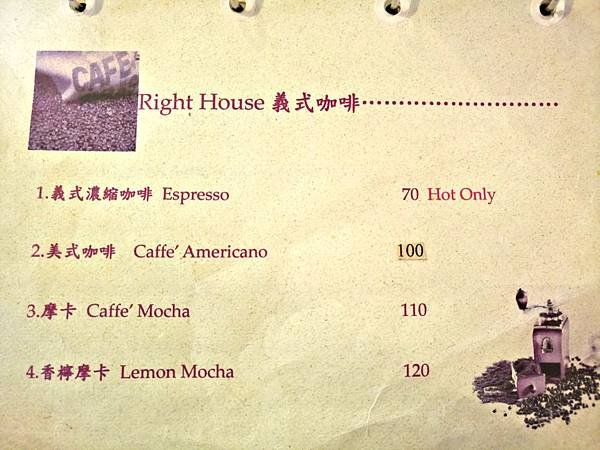 CAFE
Right House 義式咖啡…………………………
1.義式濃縮咖啡 Espresso 70 Hot Only
2.美式咖啡 Caffe’ Americano 100
3.摩卡 Caffe’ Mocha 110
4.香檸摩卡 Lemon Mocha 120